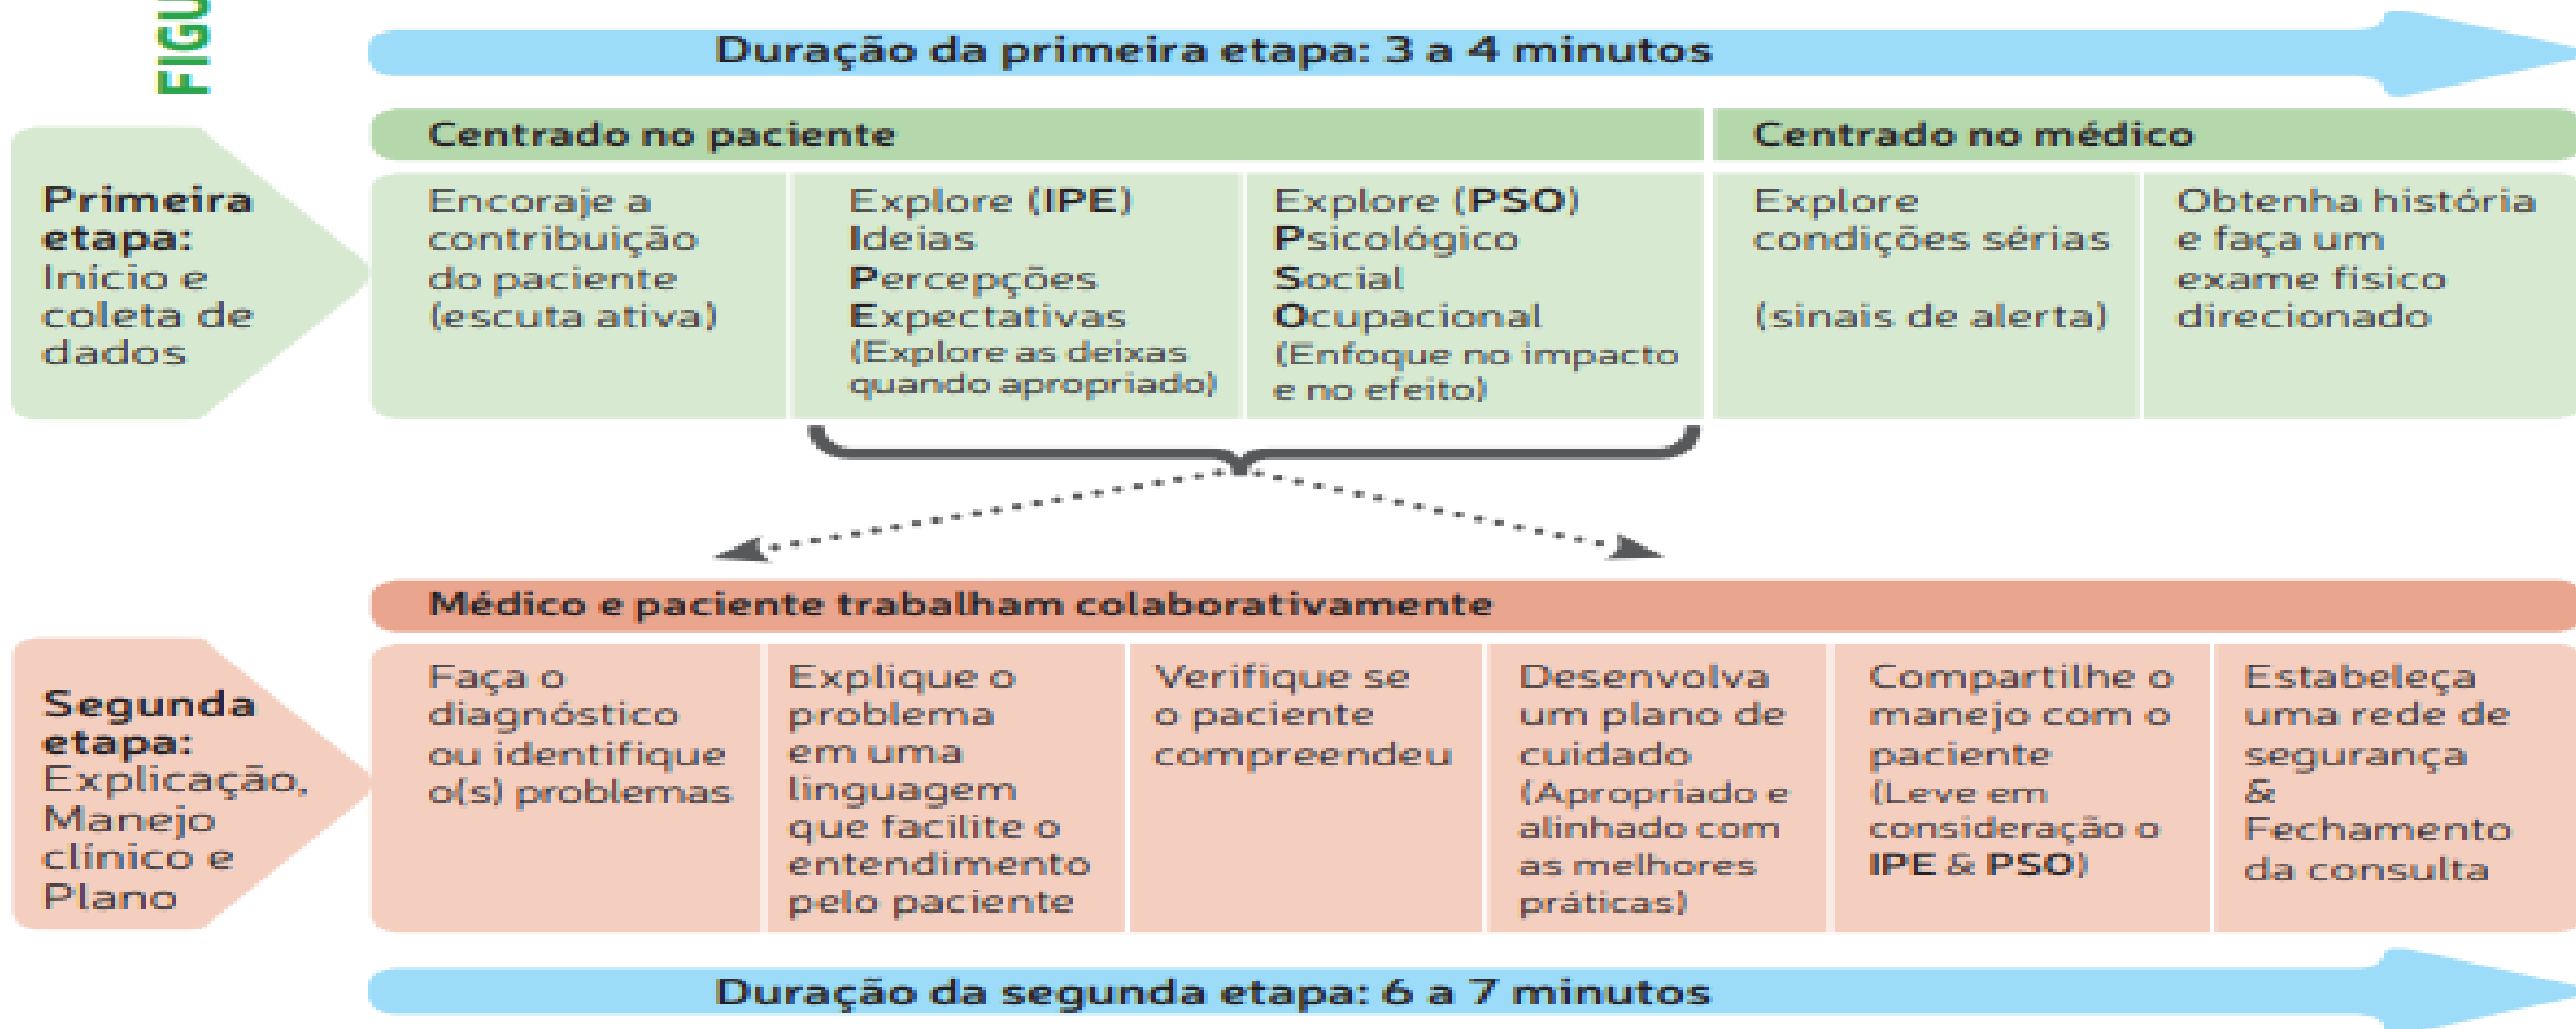 FIGU
Duração da primeira etapa: 3 a 4 minutos
Centrado no paciente
Centrado no médico
Primeira
etapa:
Início e
coleta de
dados
Encoraje a
contribuição
do paciente
(escuta ativa)
Explore (IPE)
Ideias
Percepções
Expectativas
(Explore as deixas
quando apropriado)
Explore (PSO)
Psicológico
Social
Ocupacional
(Enfoque no impacto
e no efeito)
Explore
condições sérias
(sinais de alerta)
Obtenha história
e faça um
exame físico
direcionado
Médico e paciente trabalham colaborativamente
Segunda
etapa:
Explicação,
Manejo
clínico e
Plano
Faça o
diagnóstico
ou identifique
o(s) problemas
Explique o
problema
em uma
linguagem
que facilite o
entendimento
pelo paciente
Verifique se
o paciente
compreendeu
Desenvolva
um plano de
cuidado
(Apropriado e
alinhado com
as melhores
práticas)
Compartilhe o
manejo com o
paciente
(Leve em
consideração o
IPE & PSO)
Estabeleça
uma rede de
segurança
&
Fechamento
da consulta
Duração da segunda etapa: 6 a 7 minutos